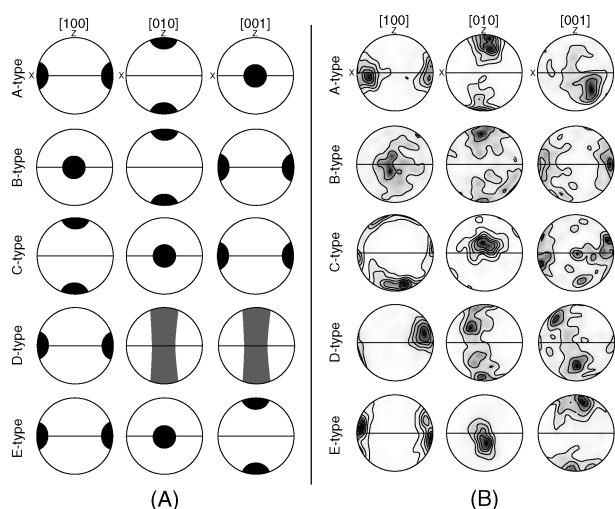 [100] [010] [001] [100] [010] [001]
Z Z Z Z Z Z
A-type X X X A-type X X X
B-type B-type
C-type C-type
D-type D-type
E-type E-type
(A) (B)